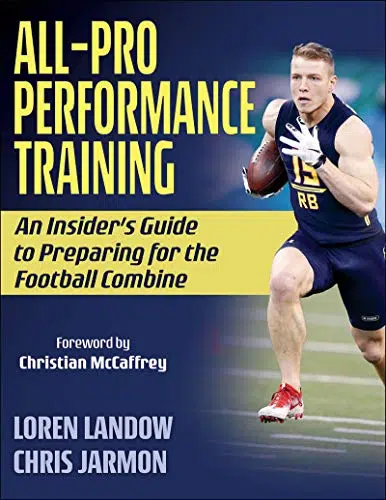 ALL-PRO
PERFORMANCE
TRAINING
An Insider's Guide
to Preparing for the
Football Combine
Foreword by
Christian McCaffrey
LOREN LANDOW
CHRIS JARMON
RB